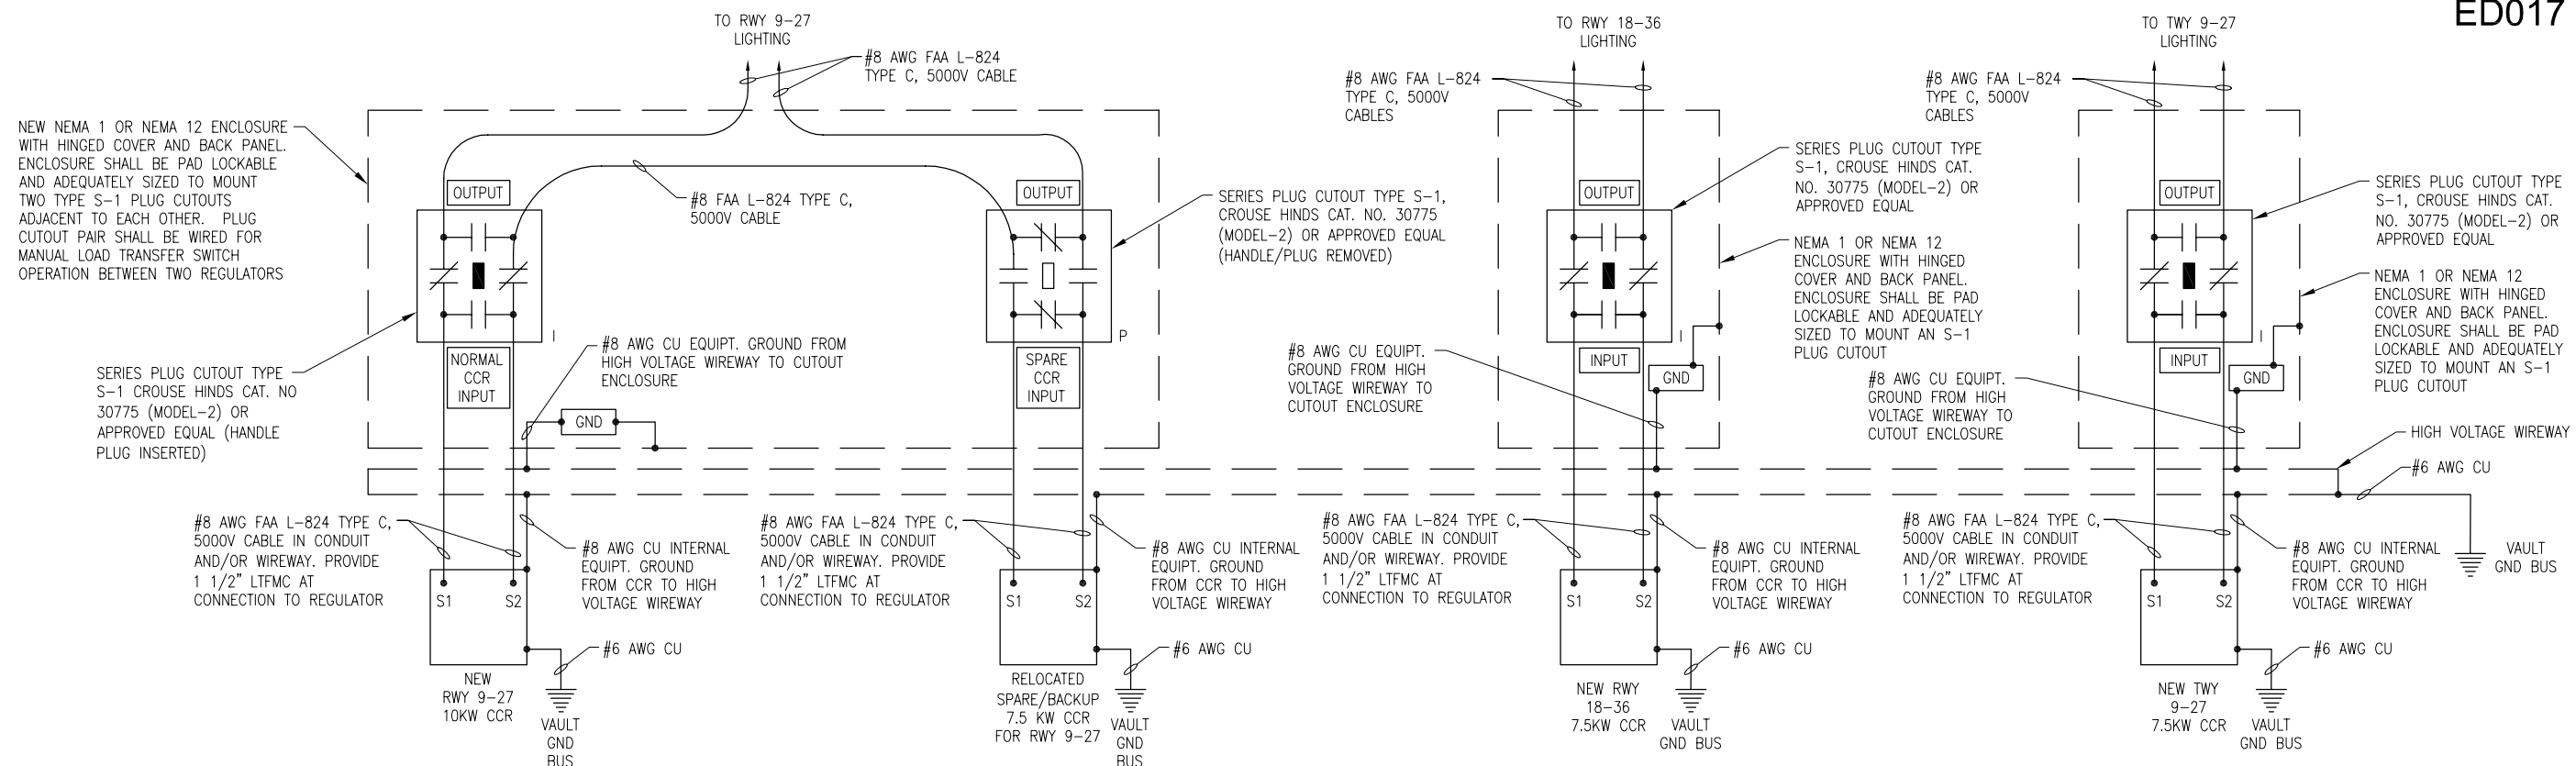 ED017
TO RWY 9-27
LIGHTING
#8 AWG FAA L-824
TYPE C, 5000V CABLE
NEW NEMA 1 OR NEMA 12 ENCLOSURE
WITH HINGED COVER AND BACK PANEL.
ENCLOSURE SHALL BE PAD LOCKABLE
AND ADEQUATELY SIZED TO MOUNT
TWO TYPE S-1 PLUG CUTOUTS
ADJACENT TO EACH OTHER. PLUG
CUTOUT PAIR SHALL BE WIRED FOR
MANUAL LOAD TRANSFER SWITCH
OPERATION BETWEEN TWO REGULATORS
OUTPUT
#8 FAA L-824 TYPE C,
5000V CABLE
OUTPUT
SERIES PLUG CUTOUT TYPE S-1,
CROUSE HINDS CAT. NO. 30775
(MODEL-2) OR APPROVED EQUAL
(HANDLE/PLUG REMOVED)
I
P
SERIES PLUG CUTOUT TYPE
S-1 CROUSE HINDS CAT. NO
30775 (MODEL-2) OR
APPROVED EQUAL (HANDLE
PLUG INSERTED)
NORMAL
CCR
INPUT
#8 AWG CU EQUIPT. GROUND FROM
HIGH VOLTAGE WIREWAY TO CUTOUT
ENCLOSURE
SPARE
CCR
INPUT
GND
#8 AWG FAA L-824 TYPE C,
5000V CABLE IN CONDUIT
AND/OR WIREWAY. PROVIDE
1 1/2" LTFMC AT
CONNECTION TO REGULATOR
S1
S2
#8 AWG CU INTERNAL
EQUIPT. GROUND
FROM CCR TO HIGH
VOLTAGE WIREWAY
#6 AWG CU
NEW
RWY 9-27
10KW CCR
VAULT
GND
BUS
#8 AWG FAA L-824 TYPE C,
5000V CABLE IN CONDUIT
AND/OR WIREWAY. PROVIDE
1 1/2" LTFMC AT
CONNECTION TO REGULATOR
S1
S2
#8 AWG CU INTERNAL
EQUIPT. GROUND
FROM CCR TO HIGH
VOLTAGE WIREWAY
#6 AWG CU
RELOCATED
SPARE/BACKUP
7.5 KW CCR
FOR RWY 9-27
VAULT
GND
BUS
TO RWY 18-36
LIGHTING
#8 AWG FAA L-824
TYPE C, 5000V
CABLES
OUTPUT
SERIES PLUG CUTOUT TYPE
S-1, CROUSE HINDS CAT.
NO. 30775 (MODEL-2) OR
APPROVED EQUAL
NEMA 1 OR NEMA 12
ENCLOSURE WITH HINGED
COVER AND BACK PANEL.
ENCLOSURE SHALL BE PAD
LOCKABLE AND ADEQUATELY
SIZED TO MOUNT AN S-1
PLUG CUTOUT
I
INPUT
GND
#8 AWG CU EQUIPT.
GROUND FROM HIGH
VOLTAGE WIREWAY TO
CUTOUT ENCLOSURE
#8 AWG FAA L-824 TYPE C,
5000V CABLE IN CONDUIT
AND/OR WIREWAY. PROVIDE
1 1/2" LTFMC AT
CONNECTION TO REGULATOR
S1
S2
#8 AWG CU INTERNAL
EQUIPT. GROUND
FROM CCR TO HIGH
VOLTAGE WIREWAY
#6 AWG CU
NEW RWY
18-36
7.5KW CCR
VAULT
GND BUS
TO TWY 9-27
LIGHTING
#8 AWG FAA L-824
TYPE C, 5000V
CABLES
OUTPUT
SERIES PLUG CUTOUT TYPE
S-1, CROUSE HINDS CAT.
NO. 30775 (MODEL-2) OR
APPROVED EQUAL
NEMA 1 OR NEMA 12
ENCLOSURE WITH HINGED
COVER AND BACK PANEL.
ENCLOSURE SHALL BE PAD
LOCKABLE AND ADEQUATELY
SIZED TO MOUNT AN S-1
PLUG CUTOUT
I
INPUT
GND
#8 AWG CU EQUIPT.
GROUND FROM HIGH
VOLTAGE WIREWAY TO
CUTOUT ENCLOSURE
HIGH VOLTAGE WIREWAY
#6 AWG CU
#8 AWG FAA L-824 TYPE C,
5000V CABLE IN CONDUIT
AND/OR WIREWAY. PROVIDE
1 1/2" LTFMC AT
CONNECTION TO REGULATOR
S1
S2
#8 AWG CU INTERNAL
EQUIPT. GROUND
FROM CCR TO HIGH
VOLTAGE WIREWAY
VAULT
GND BUS
#6 AWG CU
NEW TWY
9-27
7.5KW CCR
VAULT
GND BUS